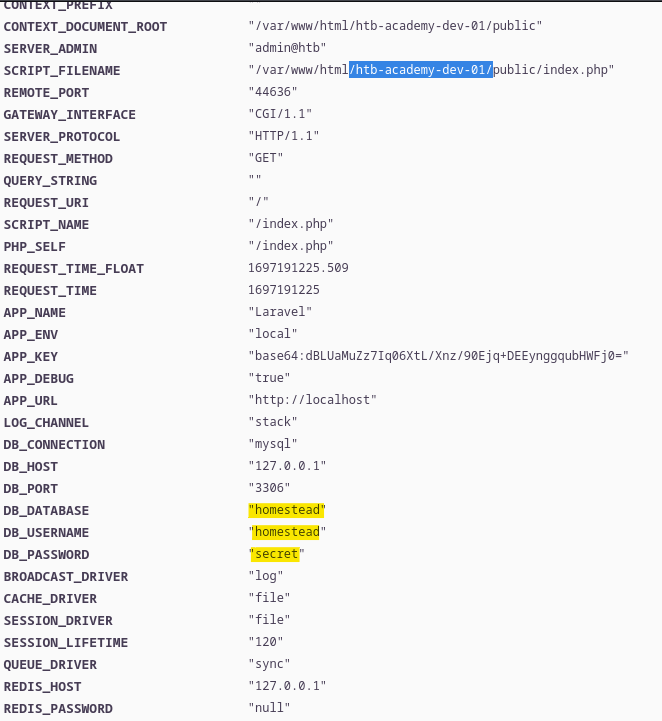 CONTEXT_PREFIX ""
CONTEXT_DOCUMENT_ROOT "/var/www/html/htb-academy-dev-01/public"
SERVER_ADMIN "admin@htb"
SCRIPT_FILENAME "/var/www/html/htb-academy-dev-01/public/index.php"
REMOTE_PORT "44636"
GATEWAY_INTERFACE "CGI/1.1"
SERVER_PROTOCOL "HTTP/1.1"
REQUEST_METHOD "GET"
QUERY_STRING ""
REQUEST_URI "/"
SCRIPT_NAME "/index.php"
PHP_SELF "/index.php"
REQUEST_TIME_FLOAT 1697191225.509
REQUEST_TIME 1697191225
APP_NAME "Laravel"
APP_ENV "local"
APP_KEY "base64:dBLUaMuZz7Iq06XtL/Xnz/90Ejq+DEEynggqubHWFj0="
APP_DEBUG "true"
APP_URL "http://localhost"
LOG_CHANNEL "stack"
DB_CONNECTION "mysql"
DB_HOST "127.0.0.1"
DB_PORT "3306"
DB_DATABASE "homestead"
DB_USERNAME "homestead"
DB_PASSWORD "secret"
BROADCAST_DRIVER "log"
CACHE_DRIVER "file"
SESSION_DRIVER "file"
SESSION_LIFETIME "120"
QUEUE_DRIVER "sync"
REDIS_HOST "127.0.0.1"
REDIS_PASSWORD "null"